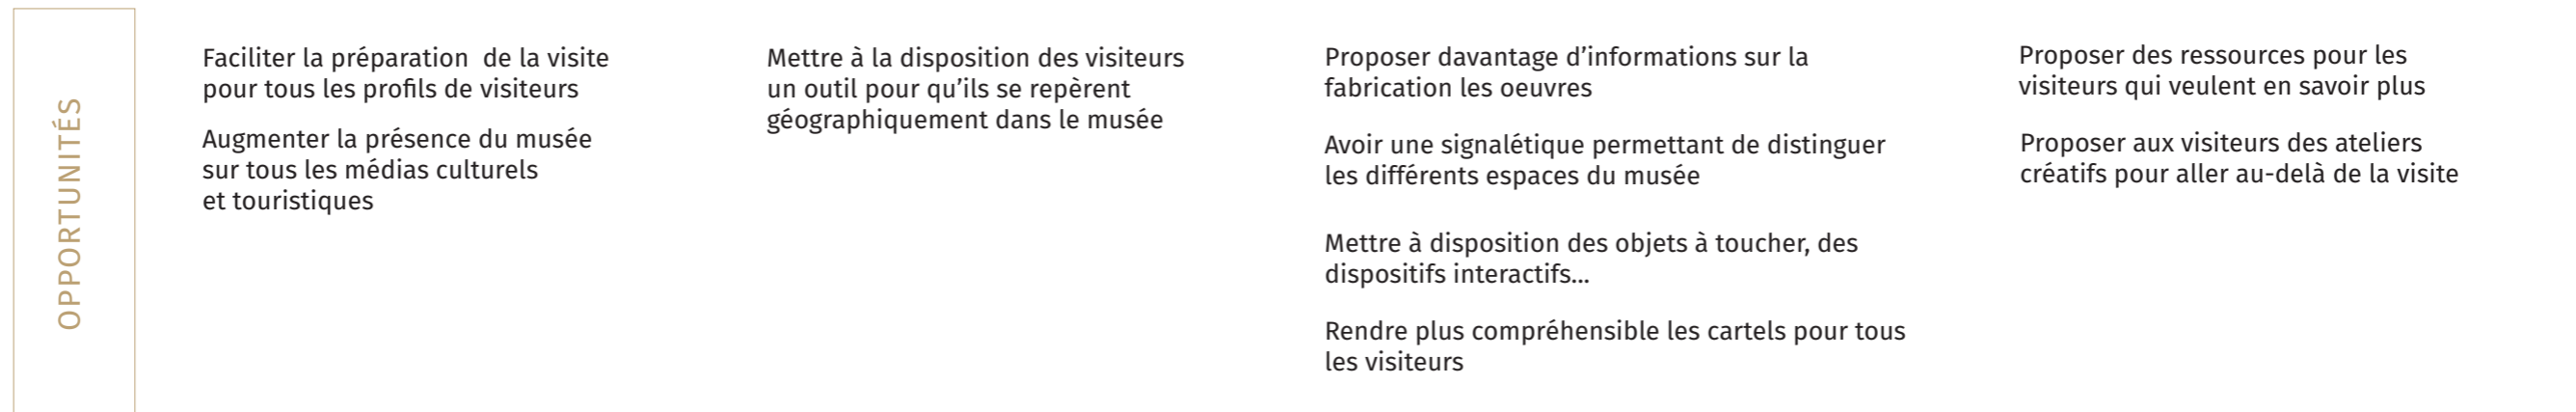 OPPORTUNITÉS
Faciliter la préparation  de la visite
pour tous les profils de visiteurs
Augmenter la présence du musée
sur tous les médias culturels
et touristiques
Mettre à la disposition des visiteurs
un outil pour qu’ils se repèrent
géographiquement dans le musée
Proposer davantage d’informations sur la
fabrication les oeuvres
Avoir une signalétique permettant de distinguer
les différents espaces du musée
Mettre à disposition des objets à toucher, des
dispositifs interactifs...
Rendre plus compréhensible les cartels pour tous
les visiteurs
Proposer des ressources pour les
visiteurs qui veulent en savoir plus
Proposer aux visiteurs des ateliers
créatifs pour aller au-delà de la visite